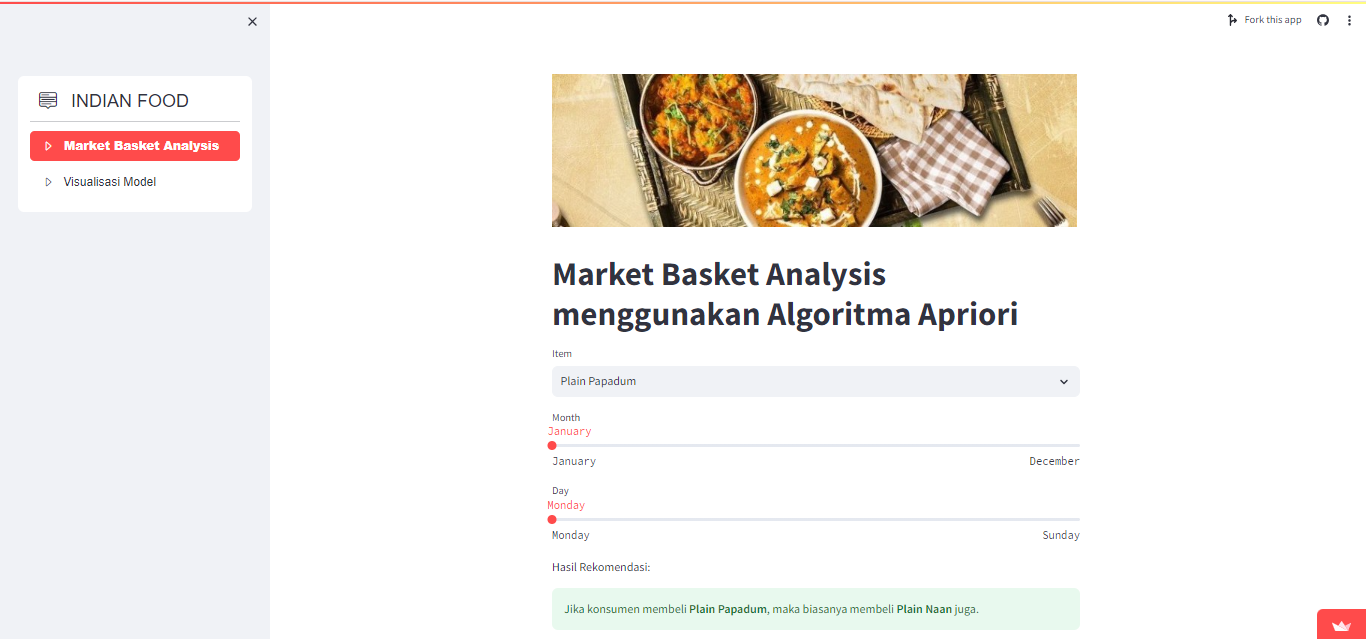 Fork this app
INDIAN FOOD
Market Basket Analysis
Visualisasi Model
Market Basket Analysis
menggunakan Algoritma Apriori
Item
Plain Papadum
Month
January
January December
Day
Monday
Monday Sunday
Hasil Rekomendasi:
Jika konsumen membeli Plain Papadum, maka biasanya membeli Plain Naan juga.